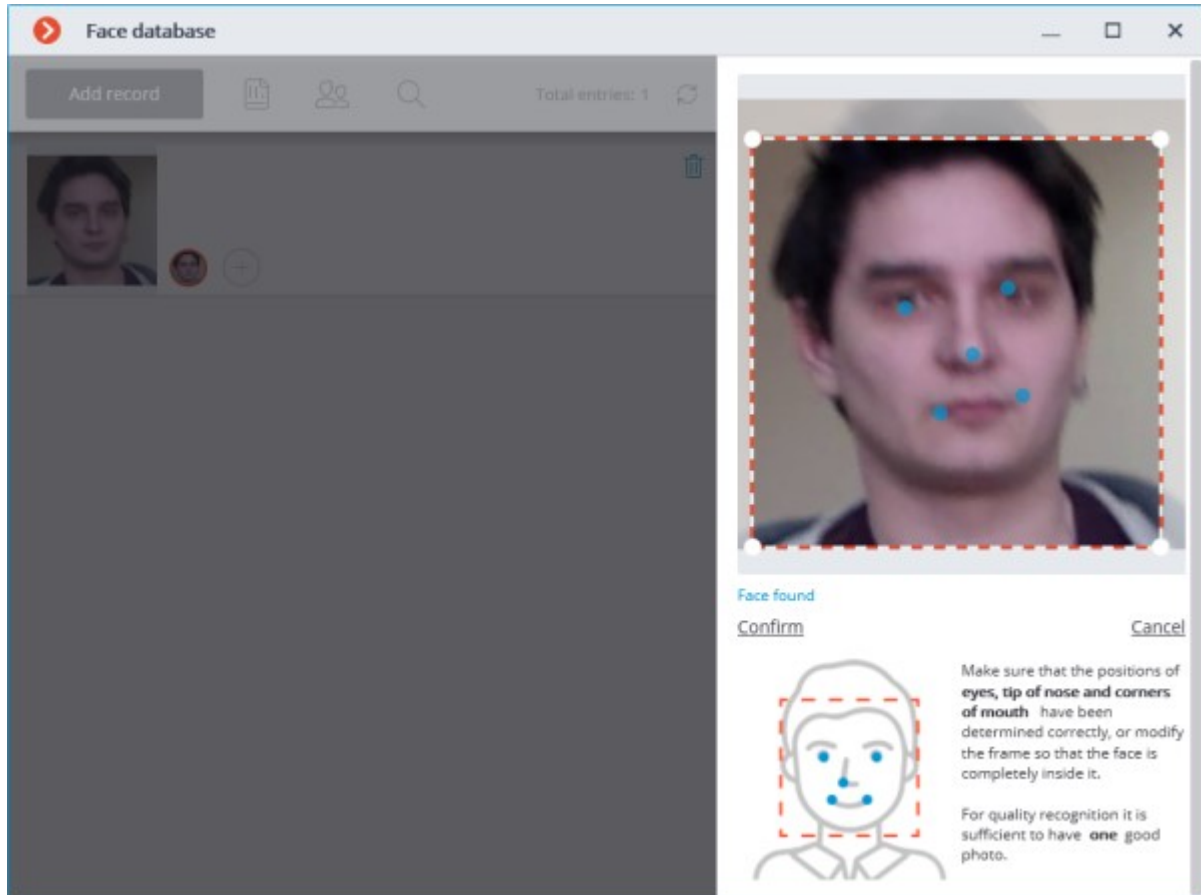 Face database
Add record
Total entries: 1
Face found
Confirm
Cancel
Make sure that the positions of
eyes, tip of nose and corners
of mouth have been
determined correctly, or modify
the frame so that the face is
completely inside it.
For quality recognition it is
sufficient to have one good
photo.